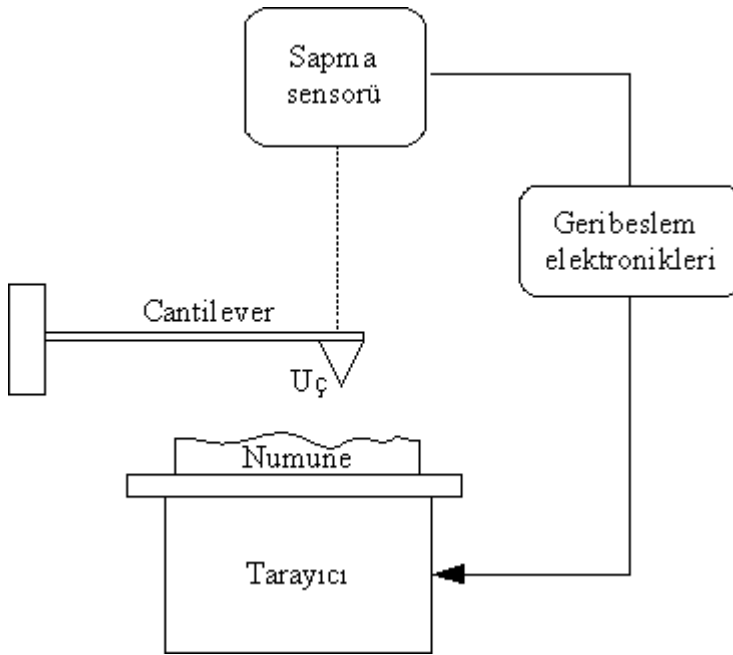 Sapma
sensorü
Geribeslem
elektronikleri
Cantilever
Uç
Numune
Tarayıcı